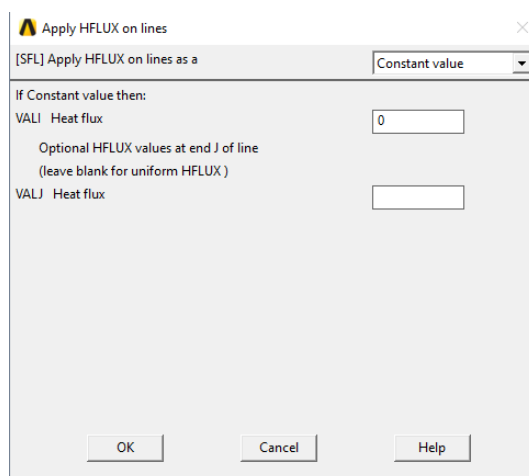 Apply HFLUX on lines
[SFL] Apply HFLUX on lines as a Constant value
If Constant value then:
VALI Heat flux 0
Optional HFLUX values at end J of line
(leave blank for uniform HFLUX )
VALJ Heat flux
OK Cancel Help